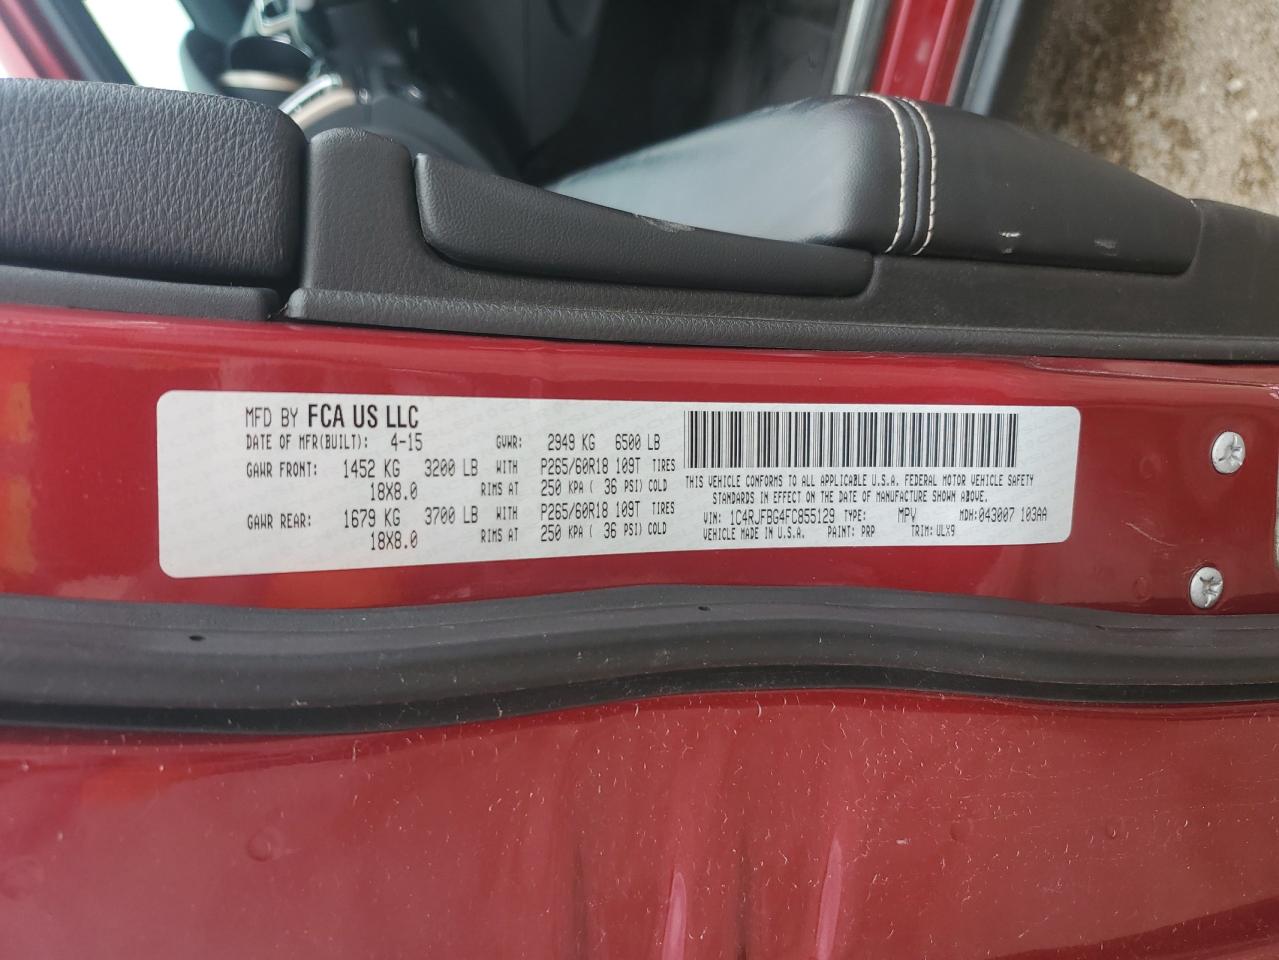 MFD BY FCA US LLC
DATE OF MFR(BUILT): 4-15 GVWR: 2949 KG 6500 LB
GAWR FRONT: 1452 KG 3200 LB WITH P265/60R18 109T TIRES
18X8.0 RIMS AT 250 KPA ( 36 PSI) COLD
GAWR REAR: 1679 KG 3700 LB WITH P265/60R18 109T TIRES
18X8.0 RIMS AT 250 KPA ( 36 PSI) COLD
THIS VEHICLE CONFORMS TO ALL APPLICABLE U.S.A. FEDERAL MOTOR VEHICLE SAFETY
STANDARDS IN EFFECT ON THE DATE OF MANUFACTURE SHOWN ABOVE.
VIN: 1C4RJFBG4FC855129 TYPE: MPV MDH:043007 103AA
VEHICLE MADE IN U.S.A. PAINT: PRP TRIM: ULX9